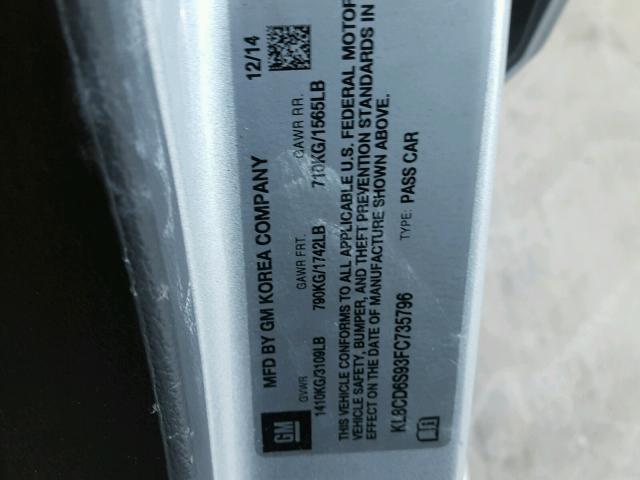 MFD BY GM KOREA COMPANY 12/14
GM
GVWR GAWR FRT. GAWR RR.
1410KG/3109LB 790KG/1742LB 710KG/1565LB
THIS VEHICLE CONFORMS TO ALL APPLICABLE U.S. FEDERAL MOTOR
VEHICLE SAFETY, BUMPER, AND THEFT PREVENTION STANDARDS IN
EFFECT ON THE DATE OF MANUFACTURE SHOWN ABOVE.
KL8CD6S93FC735796 TYPE: PASS CAR